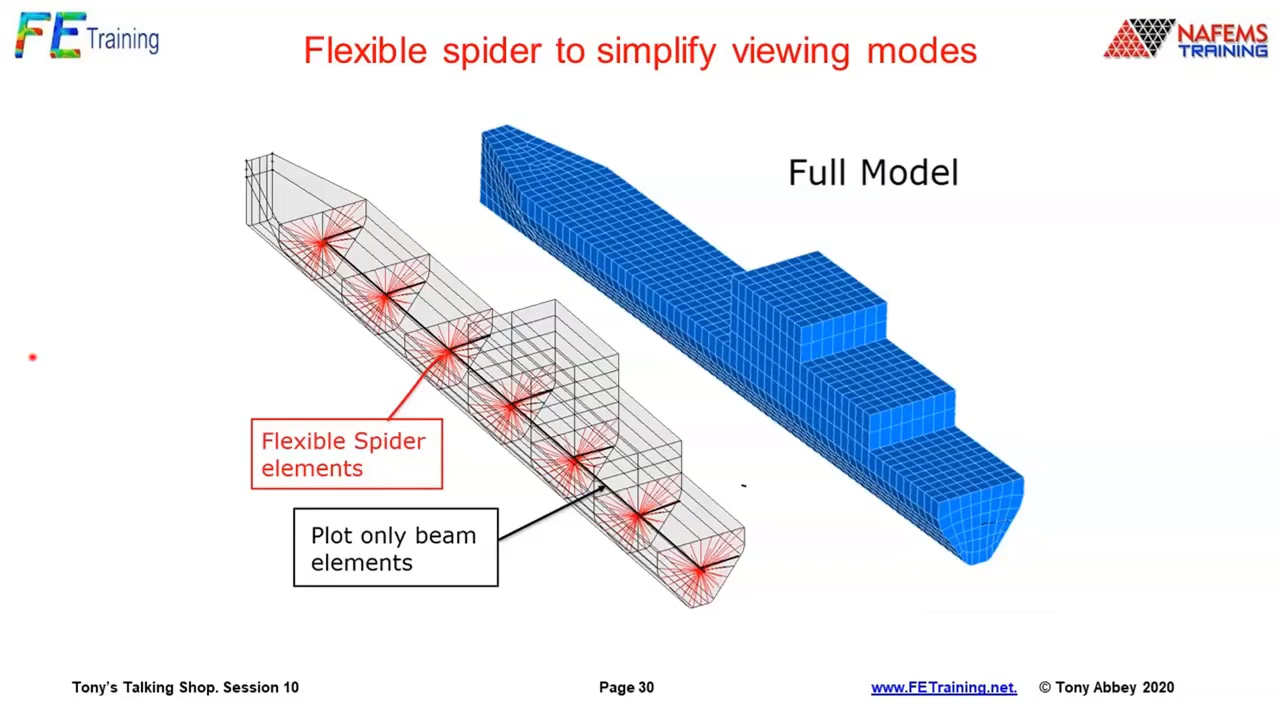 FE Training
Flexible spider to simplify viewing modes
NAFEMS
TRAINING
Full Model
Flexible Spider
elements
Plot only beam
elements
Tony's Talking Shop. Session 10
Page 30
www.FETraining.net.
© Tony Abbey 2020